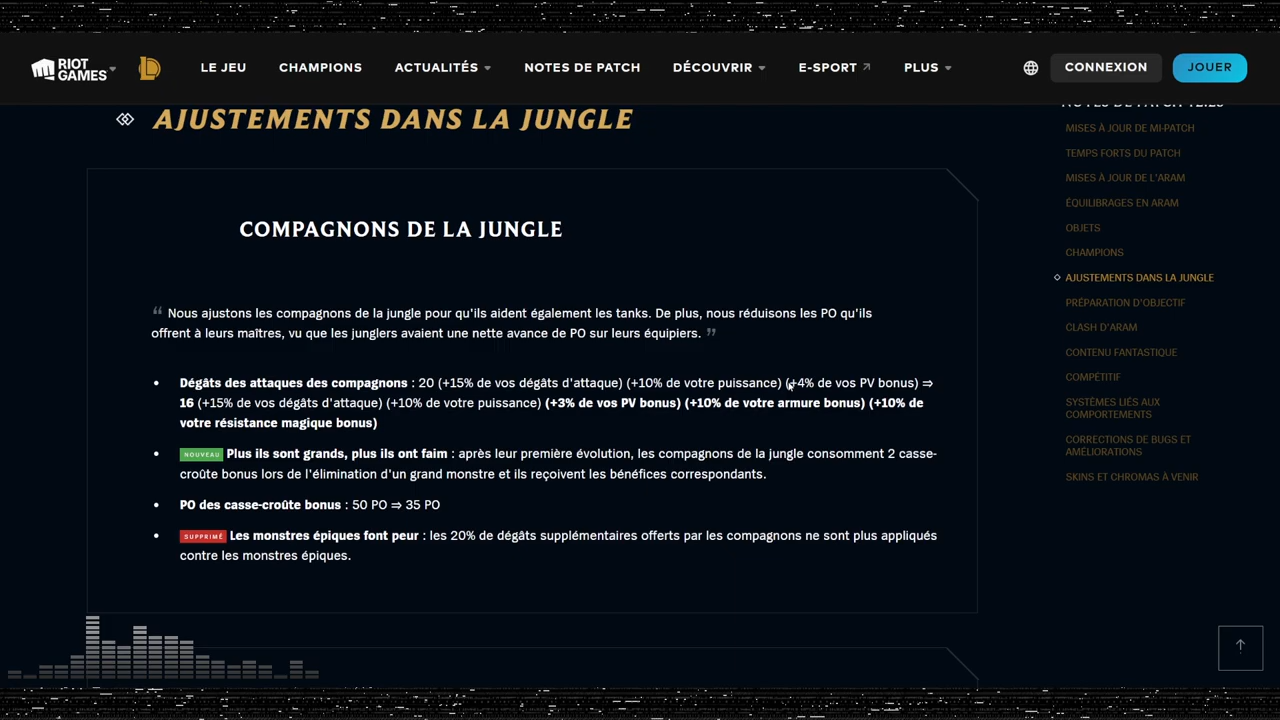 RIOT GAMES
LE JEU
CHAMPIONS
ACTUALITÉS
NOTES DE PATCH
DÉCOUVRIR
E-SPORT
PLUS
CONNEXION
JOUER
AJUSTEMENTS DANS LA JUNGLE
COMPAGNONS DE LA JUNGLE
“ Nous ajustons les compagnons de la jungle pour qu'ils aident également les tanks. De plus, nous réduisons les PO qu'ils
offrent à leurs maîtres, vu que les junglers avaient une nette avance de PO sur leurs équipiers. ”
• Dégâts des attaques des compagnons : 20 (+15% de vos dégâts d'attaque) (+10% de votre puissance) (+4% de vos PV bonus) ⇒
16 (+15% de vos dégâts d'attaque) (+10% de votre puissance) (+3% de vos PV bonus) (+10% de votre armure bonus) (+10% de
votre résistance magique bonus)
• NOUVEAU Plus ils sont grands, plus ils ont faim : après leur première évolution, les compagnons de la jungle consomment 2 casse-
croûte bonus lors de l'élimination d'un grand monstre et ils reçoivent les bénéfices correspondants.
• PO des casse-croûte bonus : 50 PO ⇒ 35 PO
• SUPPRIMÉ Les monstres épiques font peur : les 20% de dégâts supplémentaires offerts par les compagnons ne sont plus appliqués
contre les monstres épiques.
NOTES DE PATCH 12.23
MISES À JOUR DE MI-PATCH
TEMPS FORTS DU PATCH
MISES À JOUR DE L'ARAM
ÉQUILIBRAGES EN ARAM
OBJETS
CHAMPIONS
AJUSTEMENTS DANS LA JUNGLE
PRÉPARATION D'OBJECTIF
CLASH D'ARAM
CONTENU FANTASTIQUE
COMPÉTITIF
SYSTÈMES LIÉS AUX
COMPORTEMENTS
CORRECTIONS DE BUGS ET
AMÉLIORATIONS
SKINS ET CHROMAS À VENIR